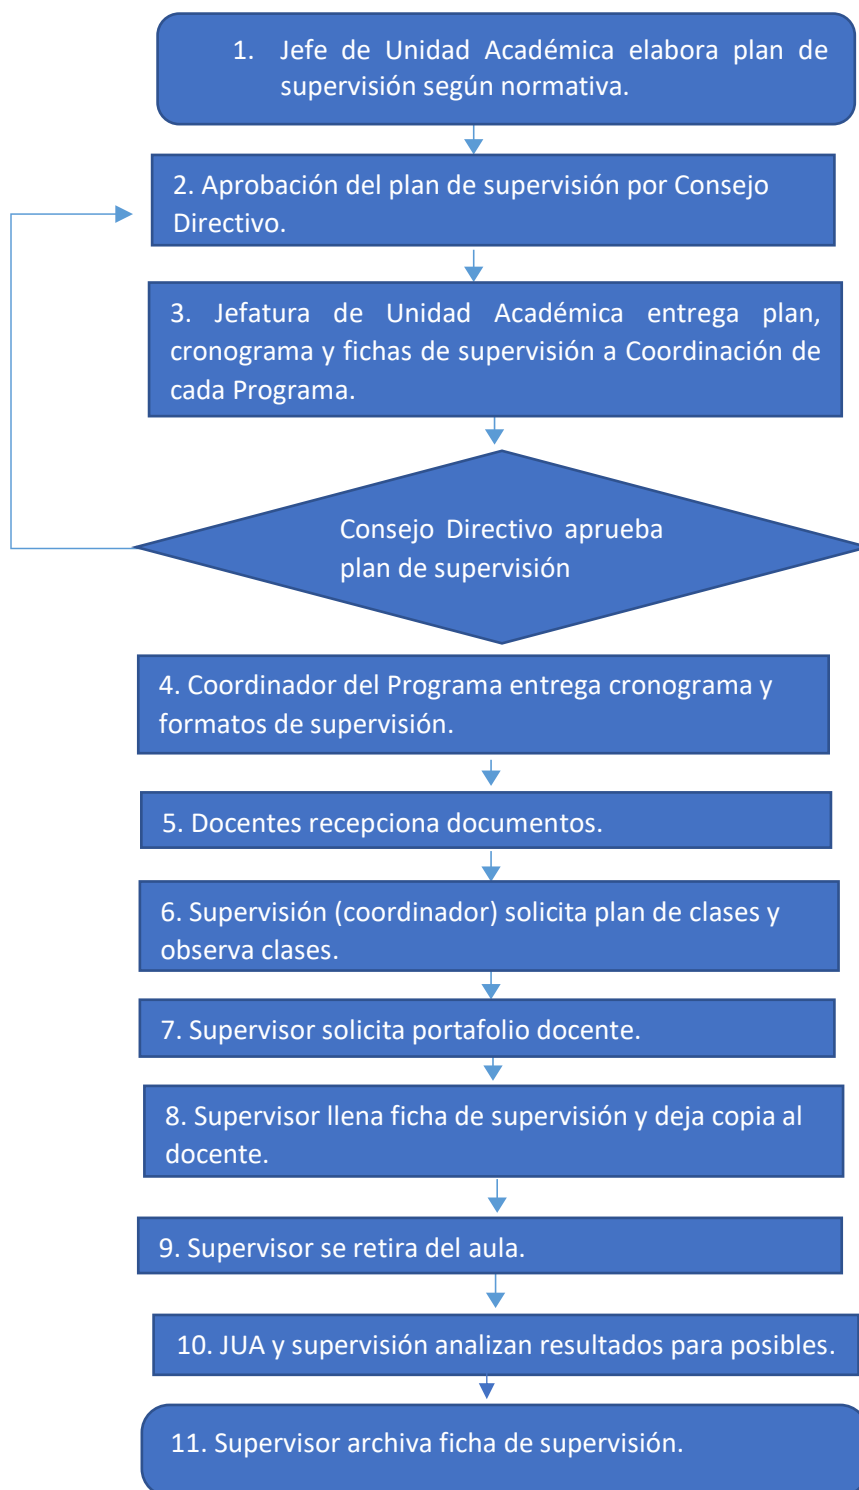 1. Jefe de Unidad Académica elabora plan de
supervisión según normativa.
2. Aprobación del plan de supervisión por Consejo
Directivo.
3. Jefatura de Unidad Académica entrega plan,
cronograma y fichas de supervisión a Coordinación de
cada Programa.
Consejo Directivo aprueba
plan de supervisión
4. Coordinador del Programa entrega cronograma y
formatos de supervisión.
5. Docentes recepciona documentos.
6. Supervisión (coordinador) solicita plan de clases y
observa clases.
7. Supervisor solicita portafolio docente.
8. Supervisor llena ficha de supervisión y deja copia al
docente.
9. Supervisor se retira del aula.
10. JUA y supervisión analizan resultados para posibles.
11. Supervisor archiva ficha de supervisión.